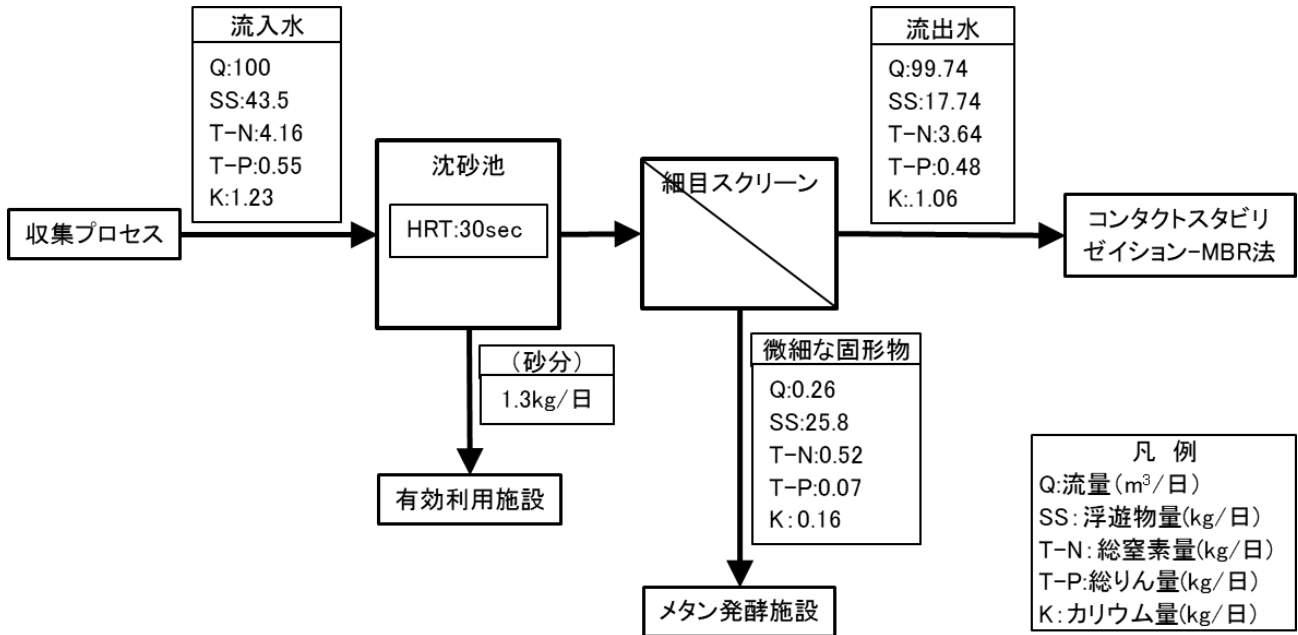 流入水
Q:100
SS:43.5
T-N:4.16
T-P:0.55
K:1.23
収集プロセス
沈砂池
HRT:30sec
(砂分)
1.3kg/日
有効利用施設
細目スクリーン
微細な固形物
Q:0.26
SS:25.8
T-N:0.52
T-P:0.07
K:0.16
メタン発酵施設
流出水
Q:99.74
SS:17.74
T-N:3.64
T-P:0.48
K:.1.06
コンタクトスタビリ
ゼイション-MBR法
凡 例
Q:流量(m³/日)
SS:浮遊物量(kg/日)
T-N:総窒素量(kg/日)
T-P:総りん量(kg/日)
K:カリウム量(kg/日)